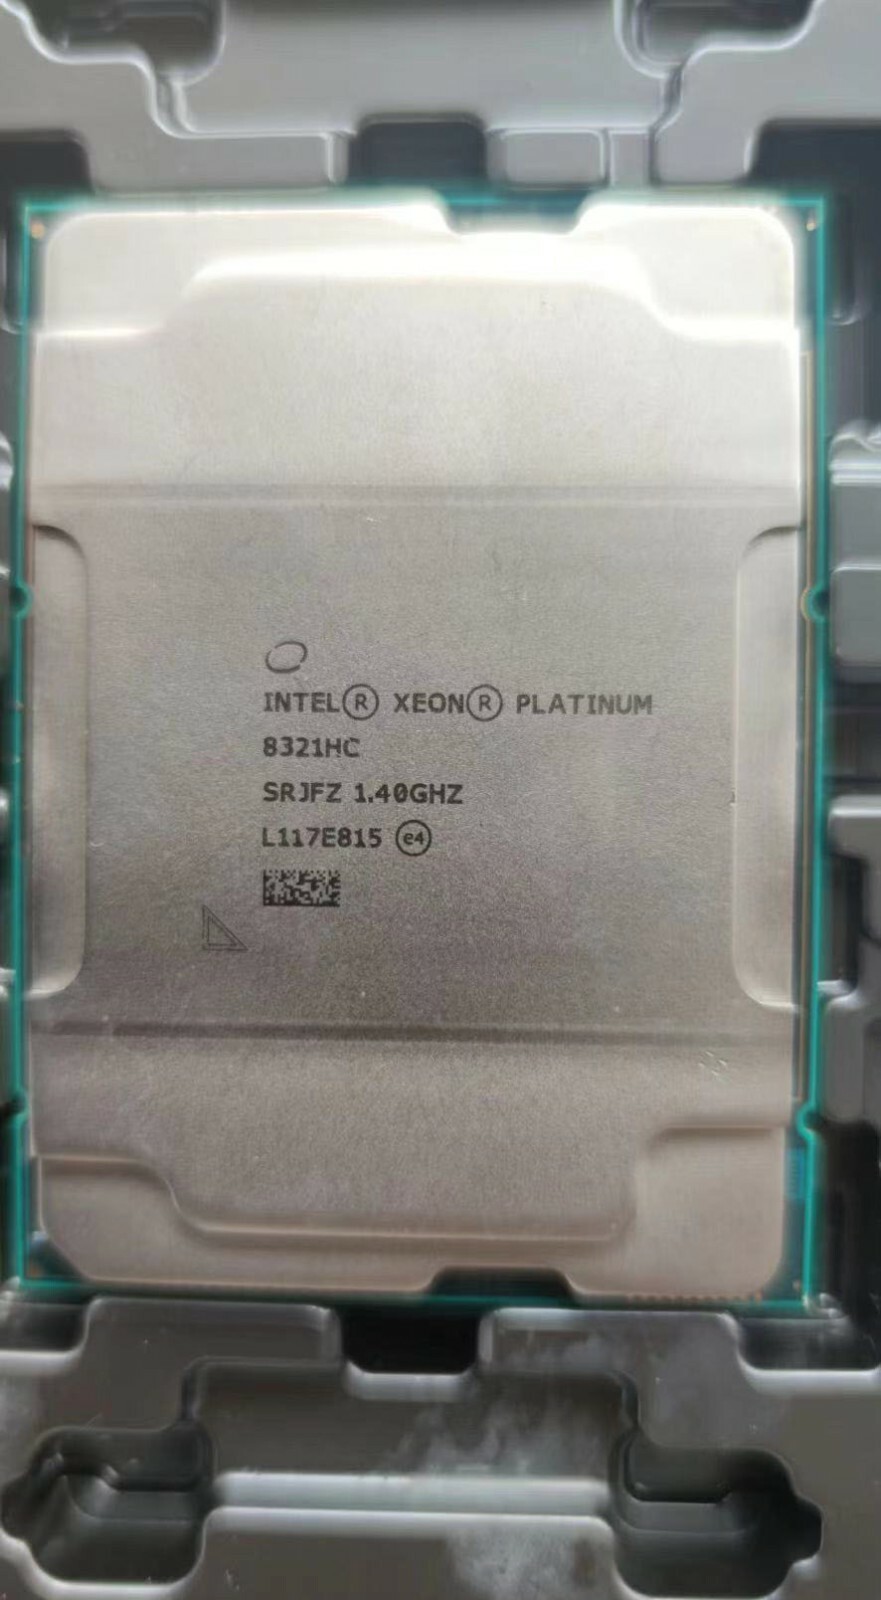 INTEL® XEON® PLATINUM
8321HC
SRJFZ 1.40GHZ
L117E815 e4